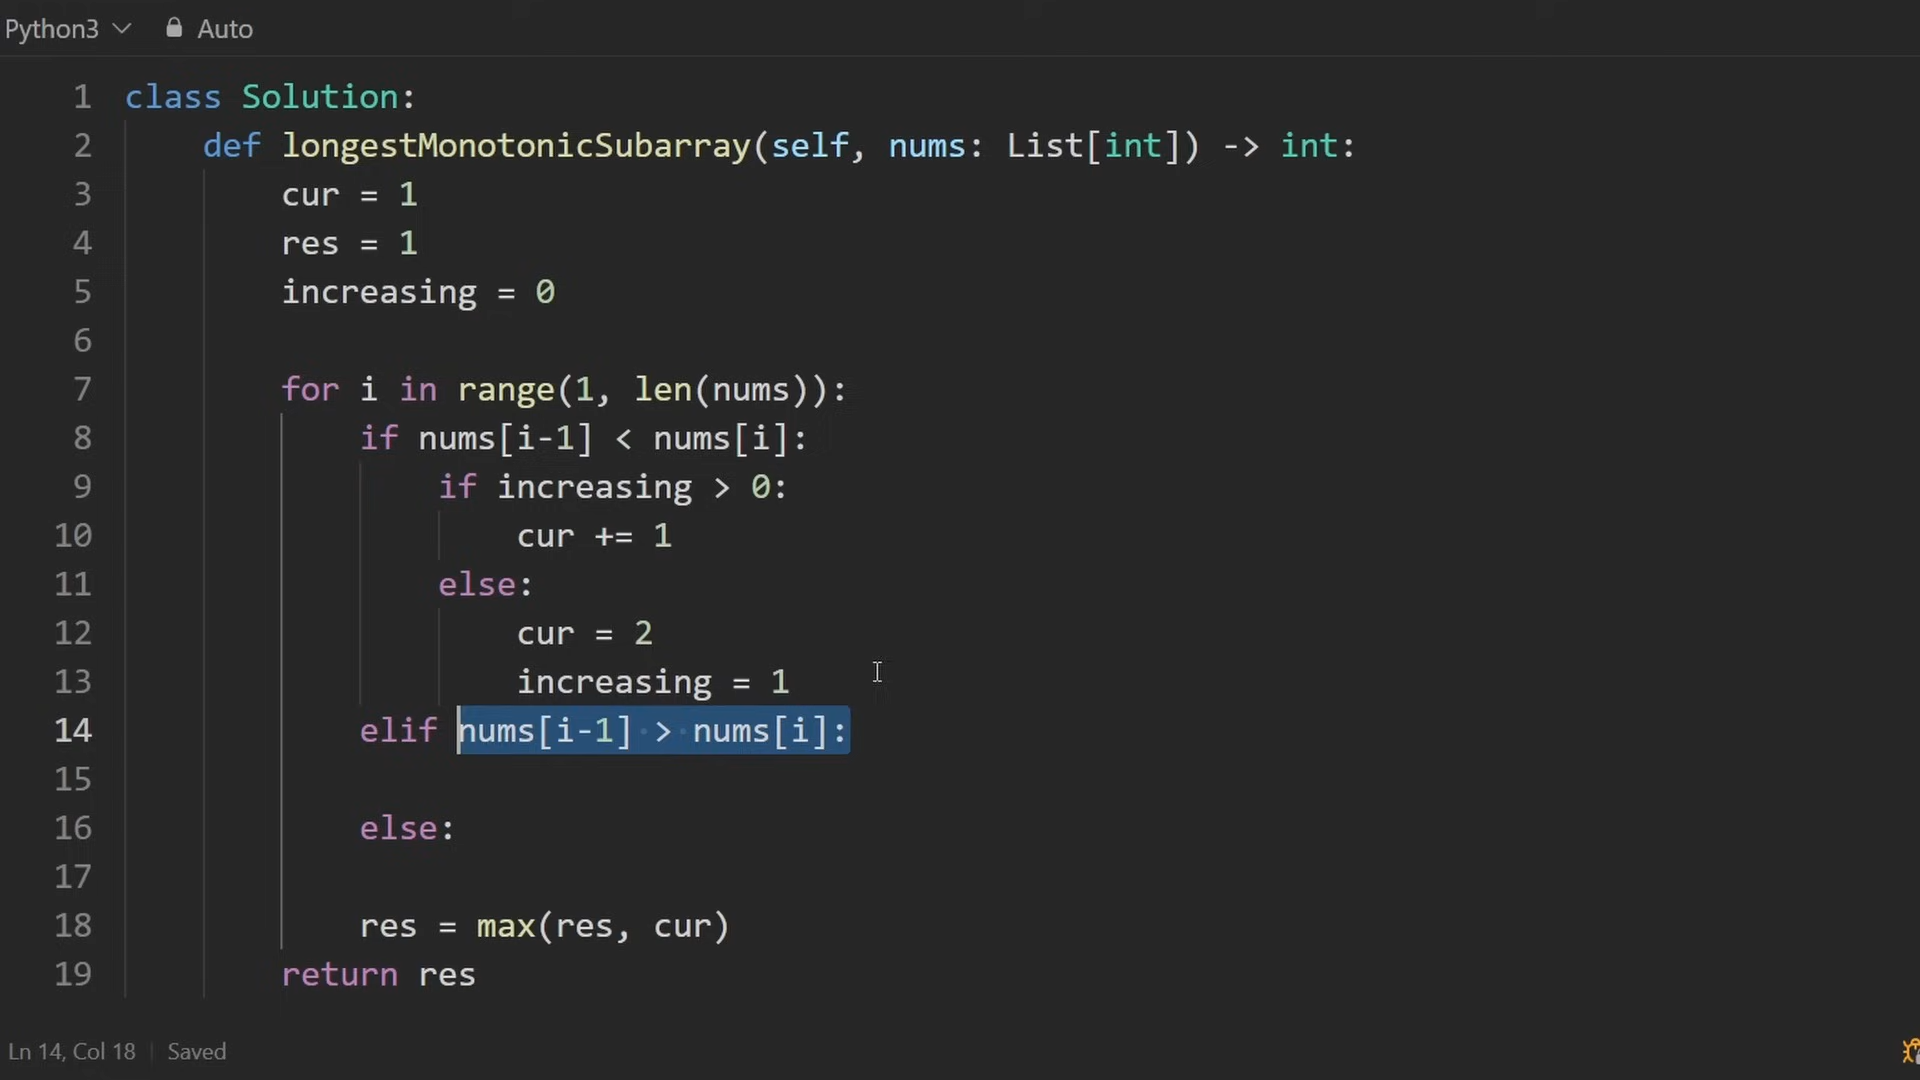 Python3 Auto
1 class Solution:
2 def longestMonotonicSubarray(self, nums: List[int]) -> int:
3 cur = 1
4 res = 1
5 increasing = 0
6
7 for i in range(1, len(nums)):
8 if nums[i-1] < nums[i]:
9 if increasing > 0:
10 cur += 1
11 else:
12 cur = 2
13 increasing = 1
14 elif nums[i-1] > nums[i]:
15
16 else:
17
18 res = max(res, cur)
19 return res
Ln 14, Col 18 Saved